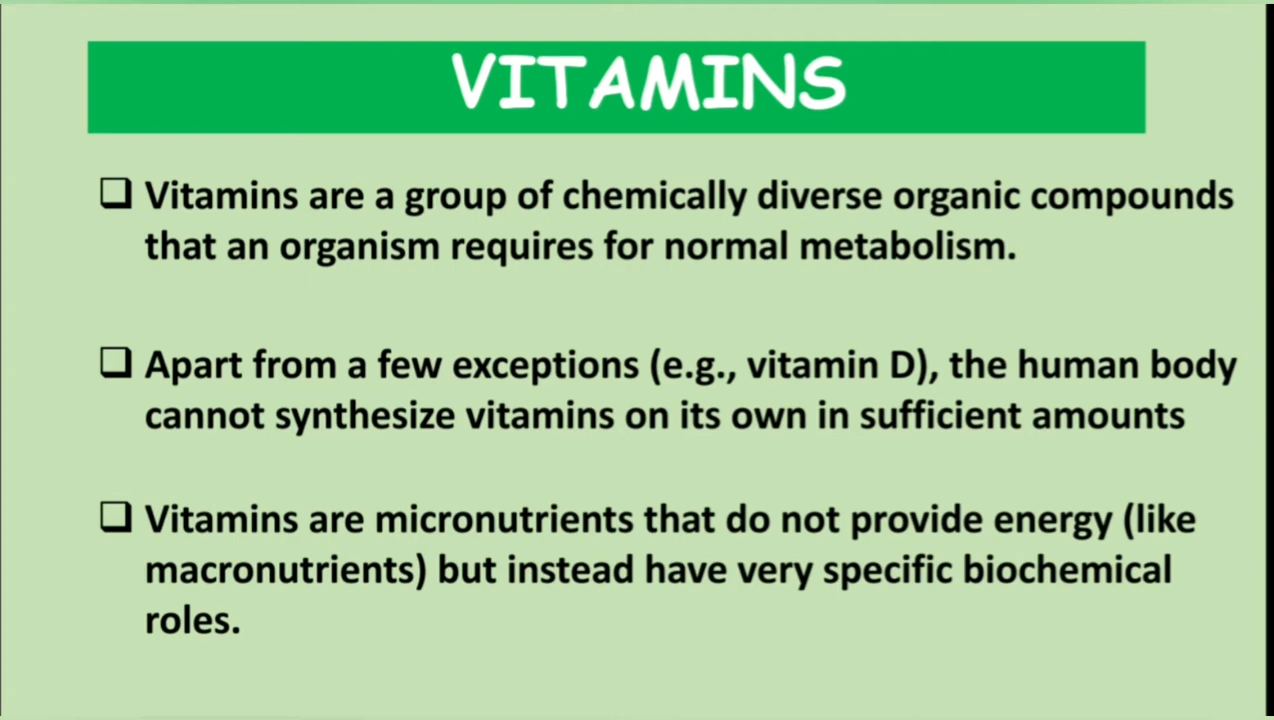 VITAMINS
❑ Vitamins are a group of chemically diverse organic compounds
that an organism requires for normal metabolism.
❑ Apart from a few exceptions (e.g., vitamin D), the human body
cannot synthesize vitamins on its own in sufficient amounts
❑ Vitamins are micronutrients that do not provide energy (like
macronutrients) but instead have very specific biochemical
roles.